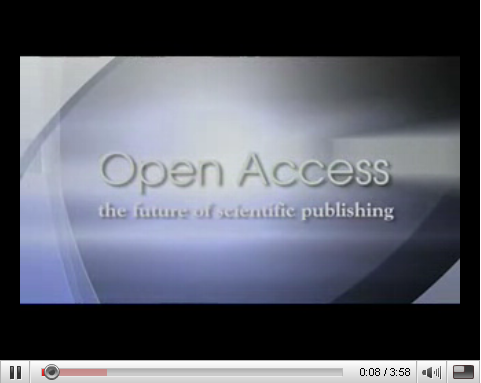 Open Access
the future of scientific publishing
0:08 / 3:58